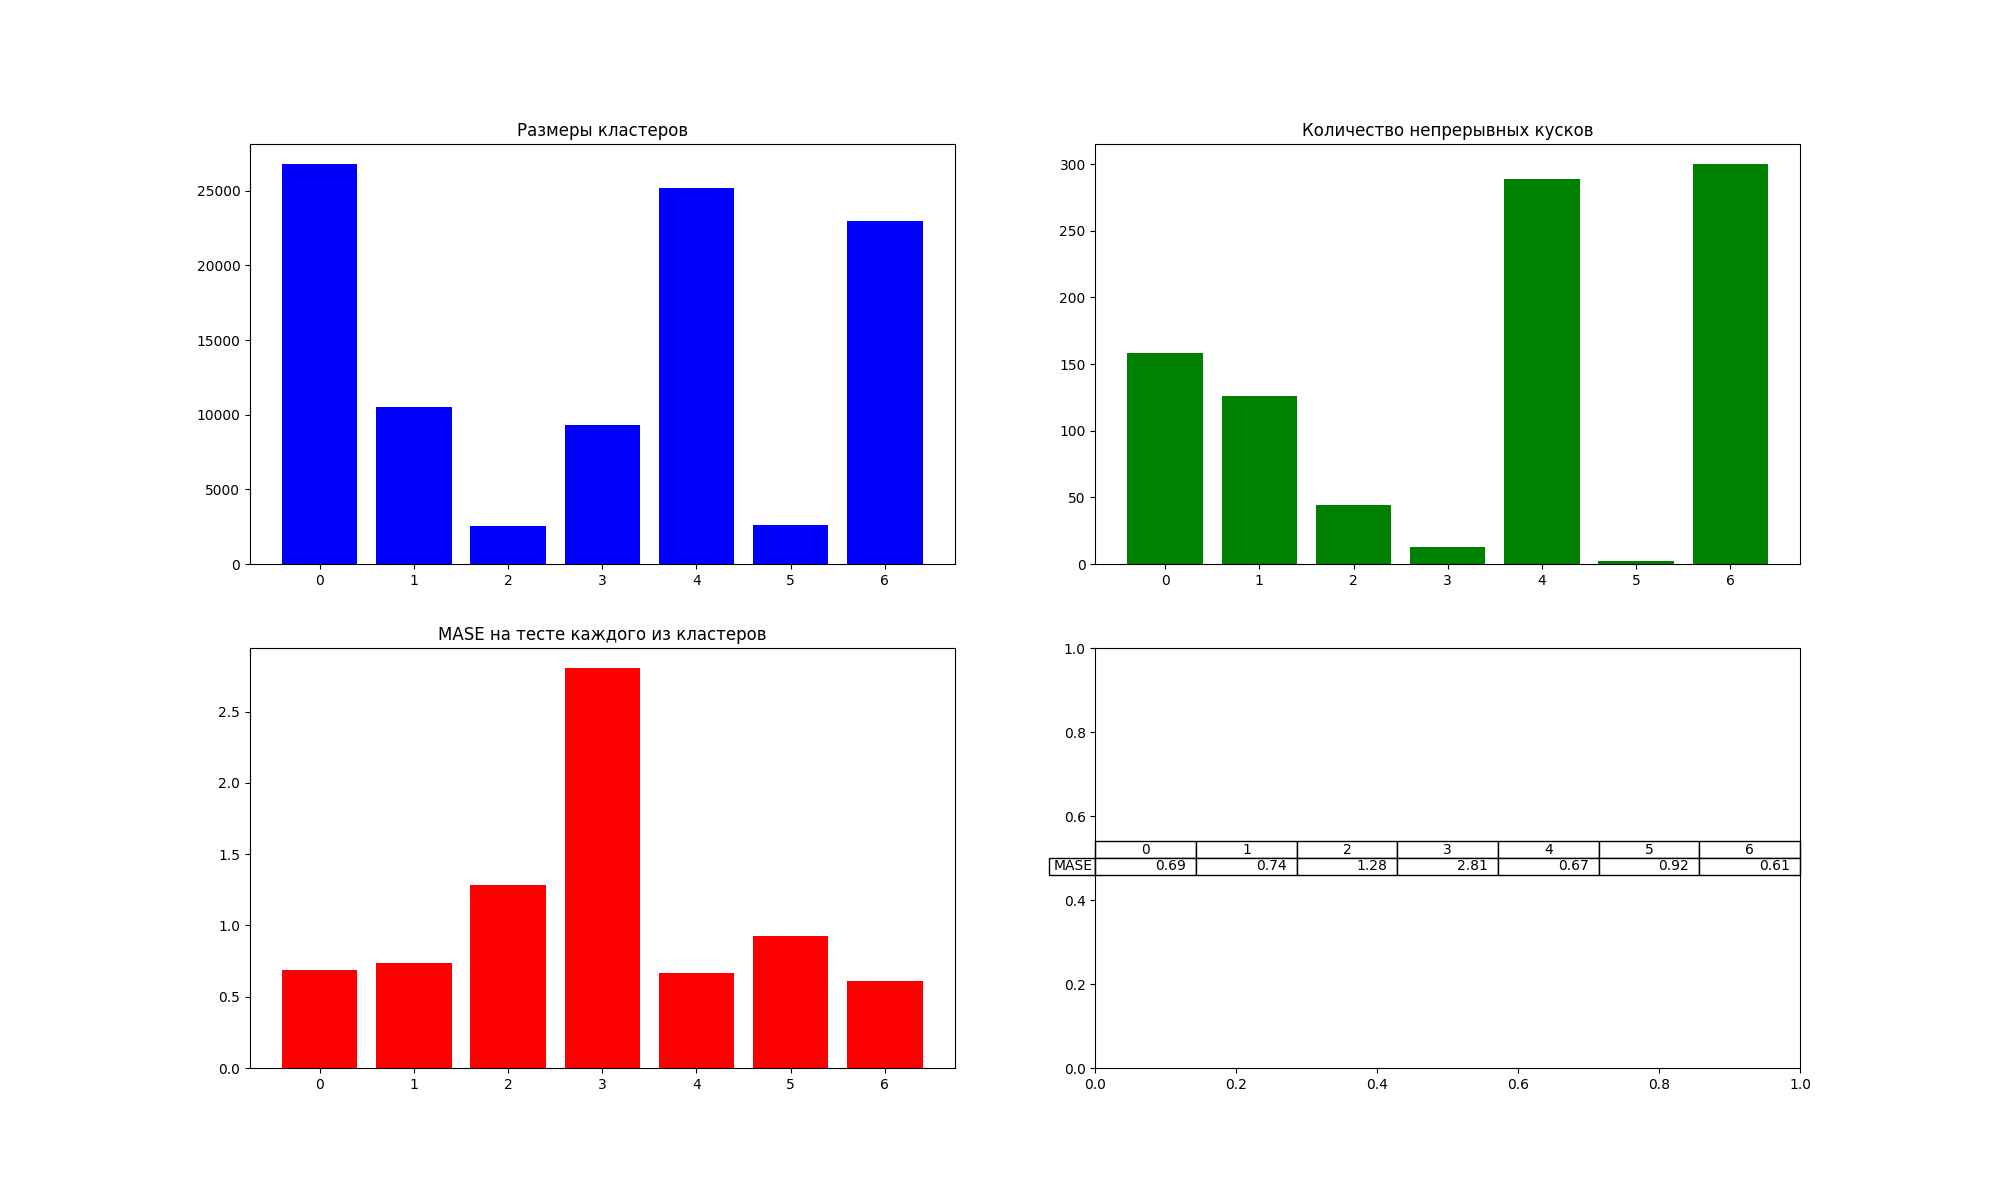 Размеры кластеров
25000
20000
15000
10000
5000
0
0 1 2 3 4 5 6
Количество непрерывных кусков
300
250
200
150
100
50
0
0 1 2 3 4 5 6
MASE на тесте каждого из кластеров
2.5
2.0
1.5
1.0
0.5
0.0
0 1 2 3 4 5 6
1.0
0.8
0.6
0 1 2 3 4 5 6
MASE 0.69 0.74 1.28 2.81 0.67 0.92 0.61
0.4
0.2
0.0
0.0 0.2 0.4 0.6 0.8 1.0